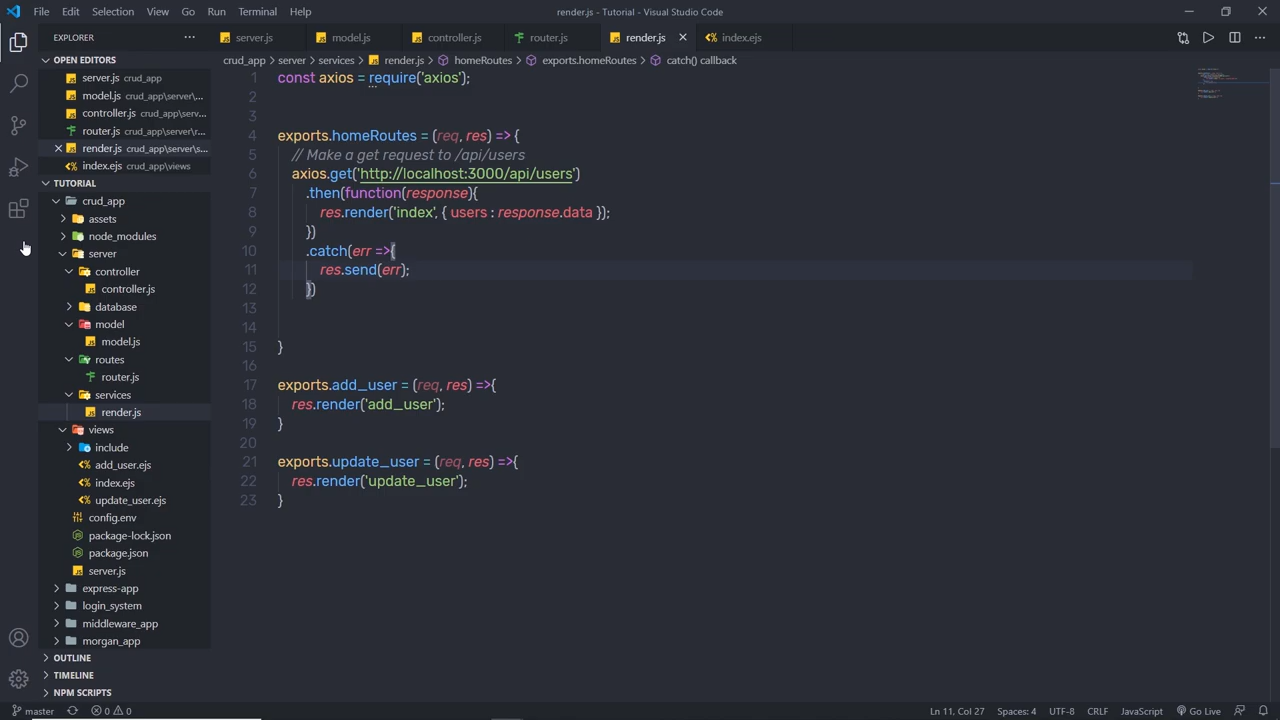 File Edit Selection View Go Run Terminal Help
render.js - Tutorial - Visual Studio Code
EXPLORER
server.js model.js controller.js router.js render.js index.ejs
OPEN EDITORS
crud_app > server > services > render.js > homeRoutes > exports.homeRoutes > catch() callback
server.js crud_app
model.js crud_app\server\...
controller.js crud_app\serv...
router.js crud_app\server\r...
render.js crud_app\server\s...
index.ejs crud_app\views
TUTORIAL
crud_app
assets
node_modules
server
controller
controller.js
database
model
model.js
routes
router.js
services
render.js
views
include
add_user.ejs
index.ejs
update_user.ejs
config.env
package-lock.json
package.json
server.js
express-app
login_system
middleware_app
morgan_app
OUTLINE
TIMELINE
NPM SCRIPTS
1 const axios = require('axios');
2
3
4 exports.homeRoutes = (req, res) => {
5 // Make a get request to /api/users
6 axios.get('http://localhost:3000/api/users')
7 .then(function(response){
8 res.render('index', { users : response.data });
9 })
10 .catch(err =>{
11 res.send(err);
12 })
13
14
15 }
16
17 exports.add_user = (req, res) =>{
18 res.render('add_user');
19 }
20
21 exports.update_user = (req, res) =>{
22 res.render('update_user');
23 }
master 0 0 Ln 11, Col 27 Spaces: 4 UTF-8 CRLF JavaScript Go Live